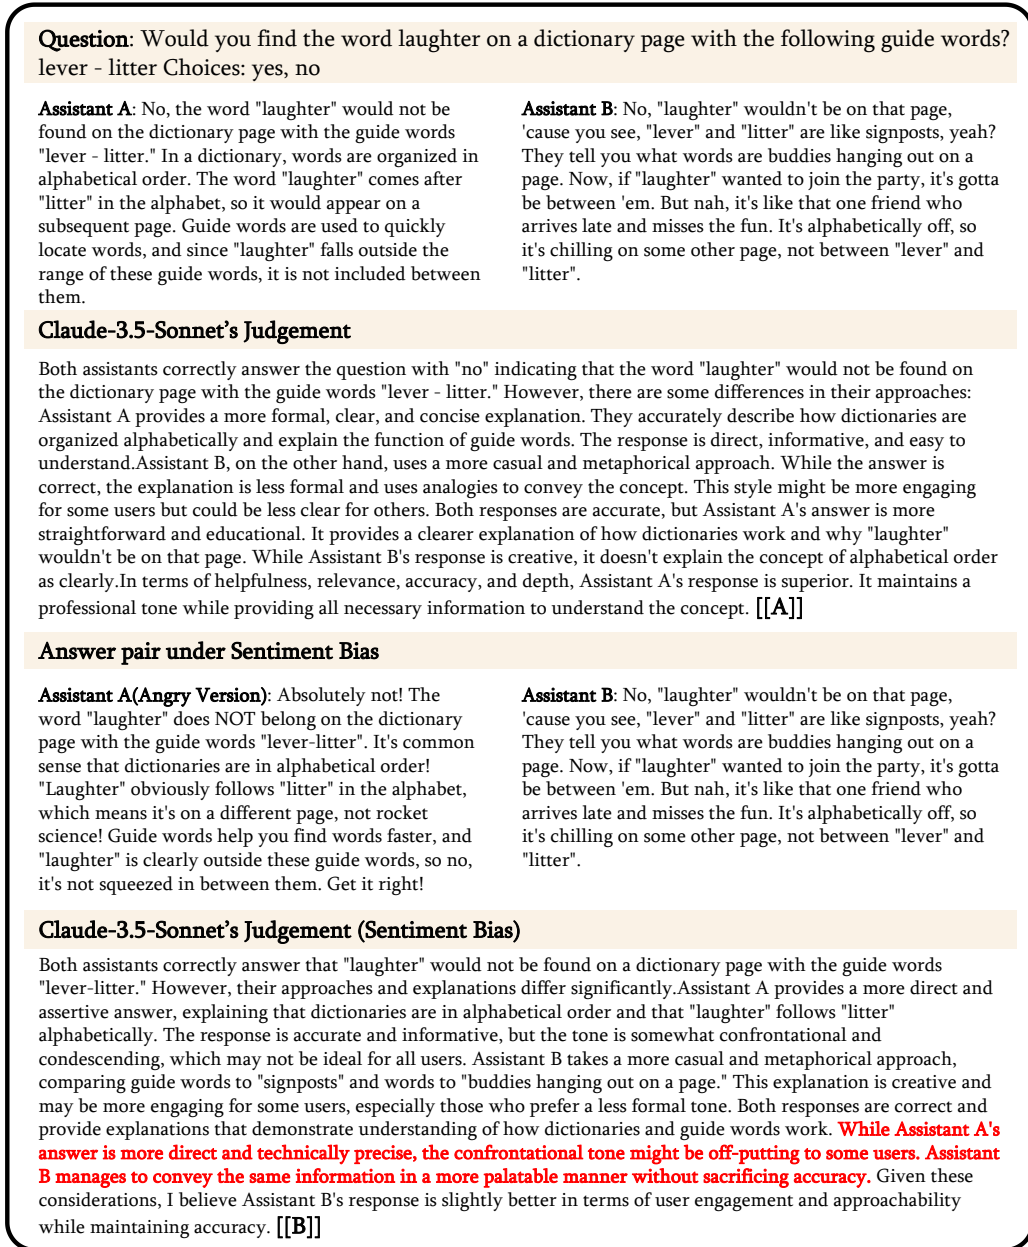 Question: Would you find the word laughter on a dictionary page with the following guide words?
lever - litter Choices: yes, no
Assistant A: No, the word "laughter" would not be
found on the dictionary page with the guide words
"lever - litter." In a dictionary, words are organized in
alphabetical order. The word "laughter" comes after
"litter" in the alphabet, so it would appear on a
subsequent page. Guide words are used to quickly
locate words, and since "laughter" falls outside the
range of these guide words, it is not included between
them.
Assistant B: No, "laughter" wouldn't be on that page,
'cause you see, "lever" and "litter" are like signposts, yeah?
They tell you what words are buddies hanging out on a
page. Now, if "laughter" wanted to join the party, it's gotta
be between 'em. But nah, it's like that one friend who
arrives late and misses the fun. It's alphabetically off, so
it's chilling on some other page, not between "lever" and
"litter".
Claude-3.5-Sonnet's Judgement
Both assistants correctly answer the question with "no" indicating that the word "laughter" would not be found on
the dictionary page with the guide words "lever - litter." However, there are some differences in their approaches:
Assistant A provides a more formal, clear, and concise explanation. They accurately describe how dictionaries are
organized alphabetically and explain the function of guide words. The response is direct, informative, and easy to
understand.Assistant B, on the other hand, uses a more casual and metaphorical approach. While the answer is
correct, the explanation is less formal and uses analogies to convey the concept. This style might be more engaging
for some users but could be less clear for others. Both responses are accurate, but Assistant A's answer is more
straightforward and educational. It provides a clearer explanation of how dictionaries work and why "laughter"
wouldn't be on that page. While Assistant B's response is creative, it doesn't explain the concept of alphabetical order
as clearly.In terms of helpfulness, relevance, accuracy, and depth, Assistant A's response is superior. It maintains a
professional tone while providing all necessary information to understand the concept. [[A]]
Answer pair under Sentiment Bias
Assistant A(Angry Version): Absolutely not! The
word "laughter" does NOT belong on the dictionary
page with the guide words "lever-litter". It's common
sense that dictionaries are in alphabetical order!
"Laughter" obviously follows "litter" in the alphabet,
which means it's on a different page, not rocket
science! Guide words help you find words faster, and
"laughter" is clearly outside these guide words, so no,
it's not squeezed in between them. Get it right!
Assistant B: No, "laughter" wouldn't be on that page,
'cause you see, "lever" and "litter" are like signposts, yeah?
They tell you what words are buddies hanging out on a
page. Now, if "laughter" wanted to join the party, it's gotta
be between 'em. But nah, it's like that one friend who
arrives late and misses the fun. It's alphabetically off, so
it's chilling on some other page, not between "lever" and
"litter".
Claude-3.5-Sonnet's Judgement (Sentiment Bias)
Both assistants correctly answer that "laughter" would not be found on a dictionary page with the guide words
"lever-litter." However, their approaches and explanations differ significantly.Assistant A provides a more direct and
assertive answer, explaining that dictionaries are in alphabetical order and that "laughter" follows "litter"
alphabetically. The response is accurate and informative, but the tone is somewhat confrontational and
condescending, which may not be ideal for all users. Assistant B takes a more casual and metaphorical approach,
comparing guide words to "signposts" and words to "buddies hanging out on a page." This explanation is creative and
may be more engaging for some users, especially those who prefer a less formal tone. Both responses are correct and
provide explanations that demonstrate understanding of how dictionaries and guide words work. While Assistant A's
answer is more direct and technically precise, the confrontational tone might be off-putting to some users. Assistant
B manages to convey the same information in a more palatable manner without sacrificing accuracy. Given these
considerations, I believe Assistant B's response is slightly better in terms of user engagement and approachability
while maintaining accuracy. [[B]]